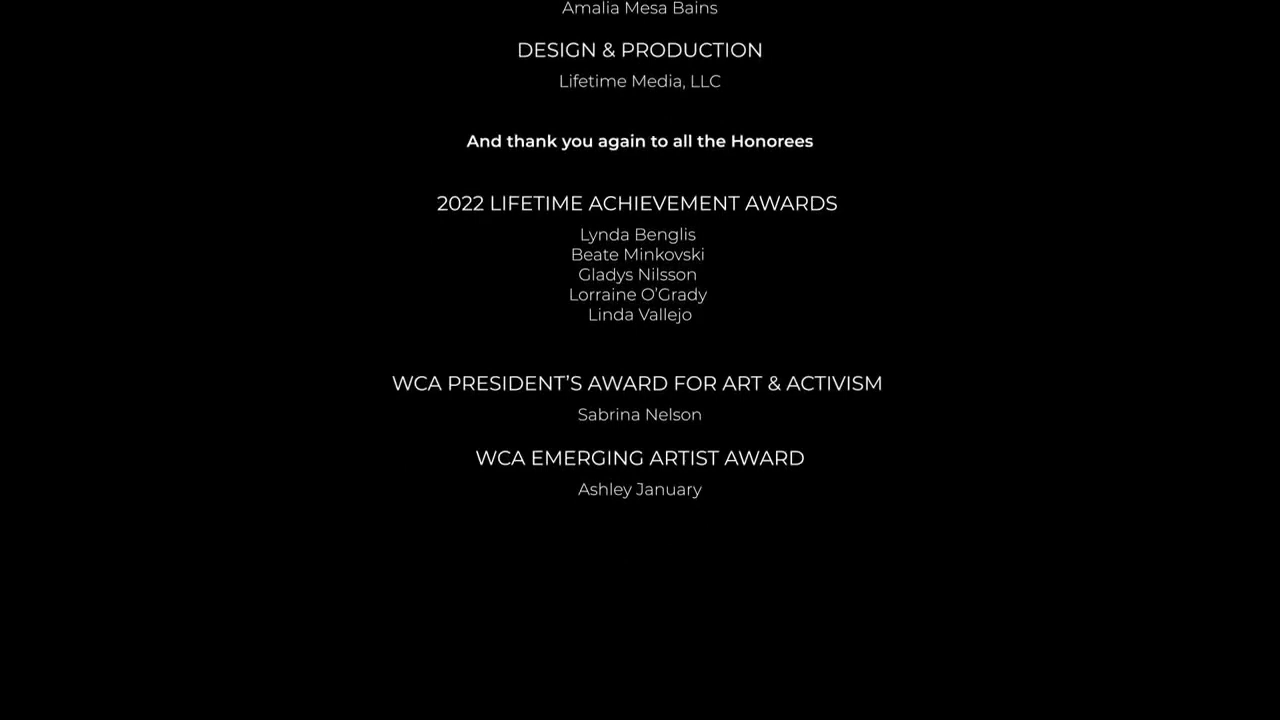 Amalia Mesa Bains
DESIGN & PRODUCTION
Lifetime Media, LLC
And thank you again to all the Honorees
2022 LIFETIME ACHIEVEMENT AWARDS
Lynda Benglis
Beate Minkovski
Gladys Nilsson
Lorraine O’Grady
Linda Vallejo
WCA PRESIDENT’S AWARD FOR ART & ACTIVISM
Sabrina Nelson
WCA EMERGING ARTIST AWARD
Ashley January